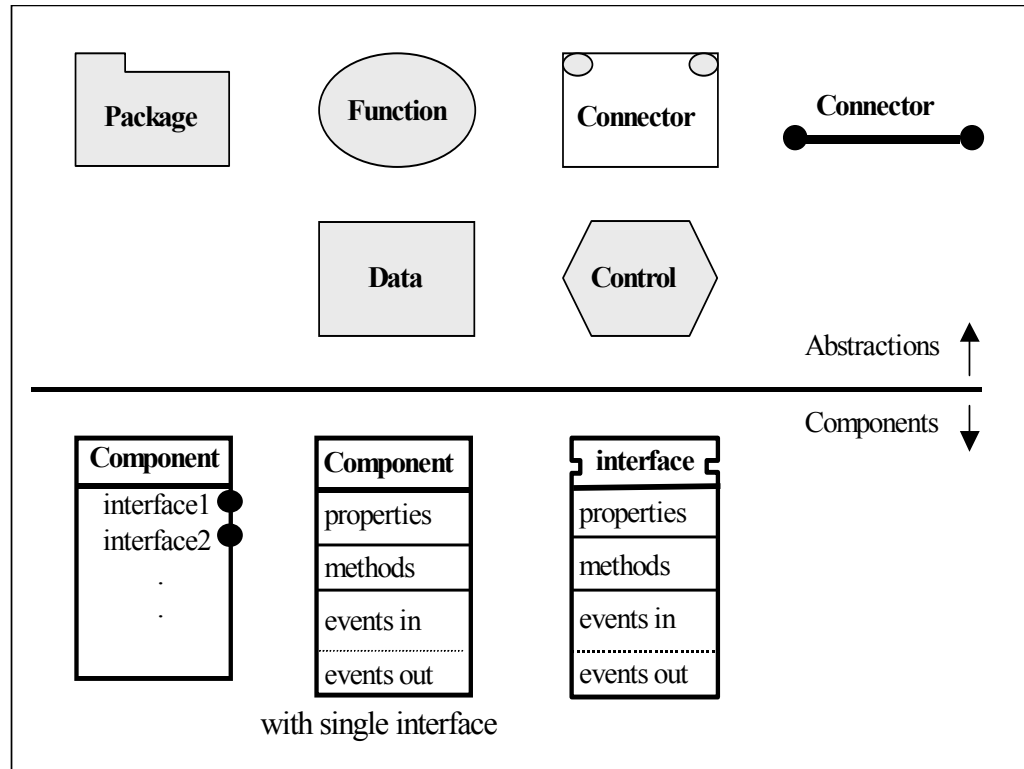 Package
Function
Connector
Connector
Data
Control
Abstractions
Components
Component
interface1
interface2
.
.
Component
properties
methods
events in
events out
with single interface
interface
properties
methods
events in
events out